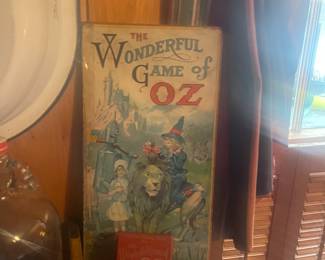 THE
WONDERFUL
GAME of
OZ